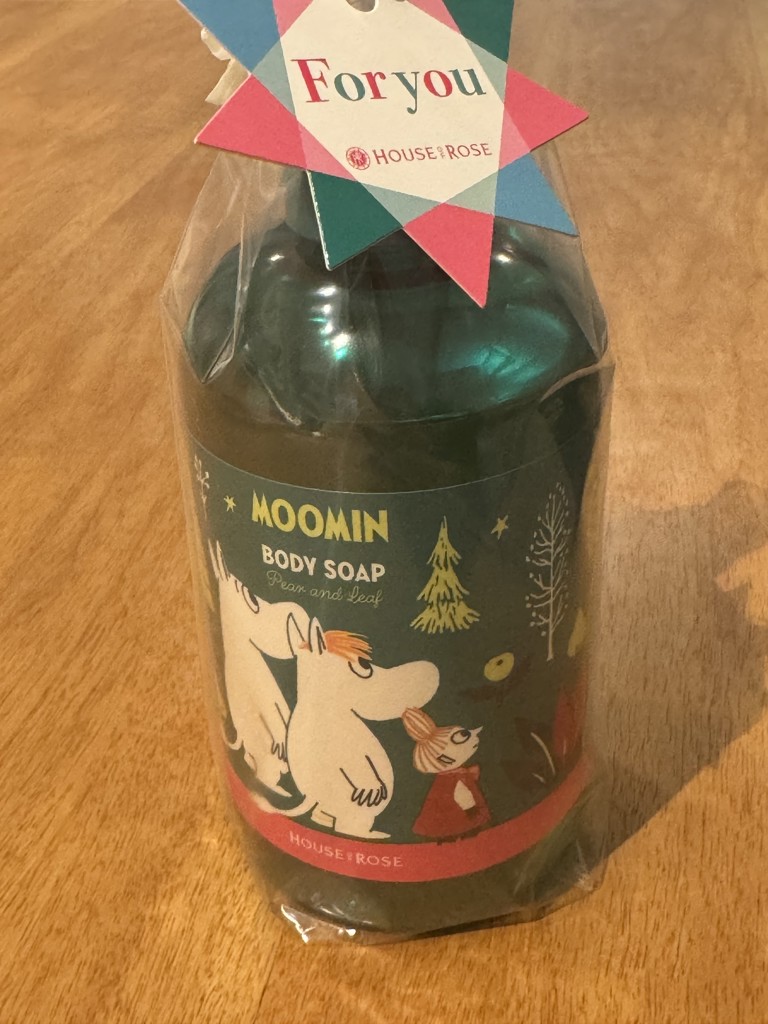 For you
HOUSE OF ROSE
MOOMIN
BODY SOAP
Pear and Leaf
HOUSE OF ROSE